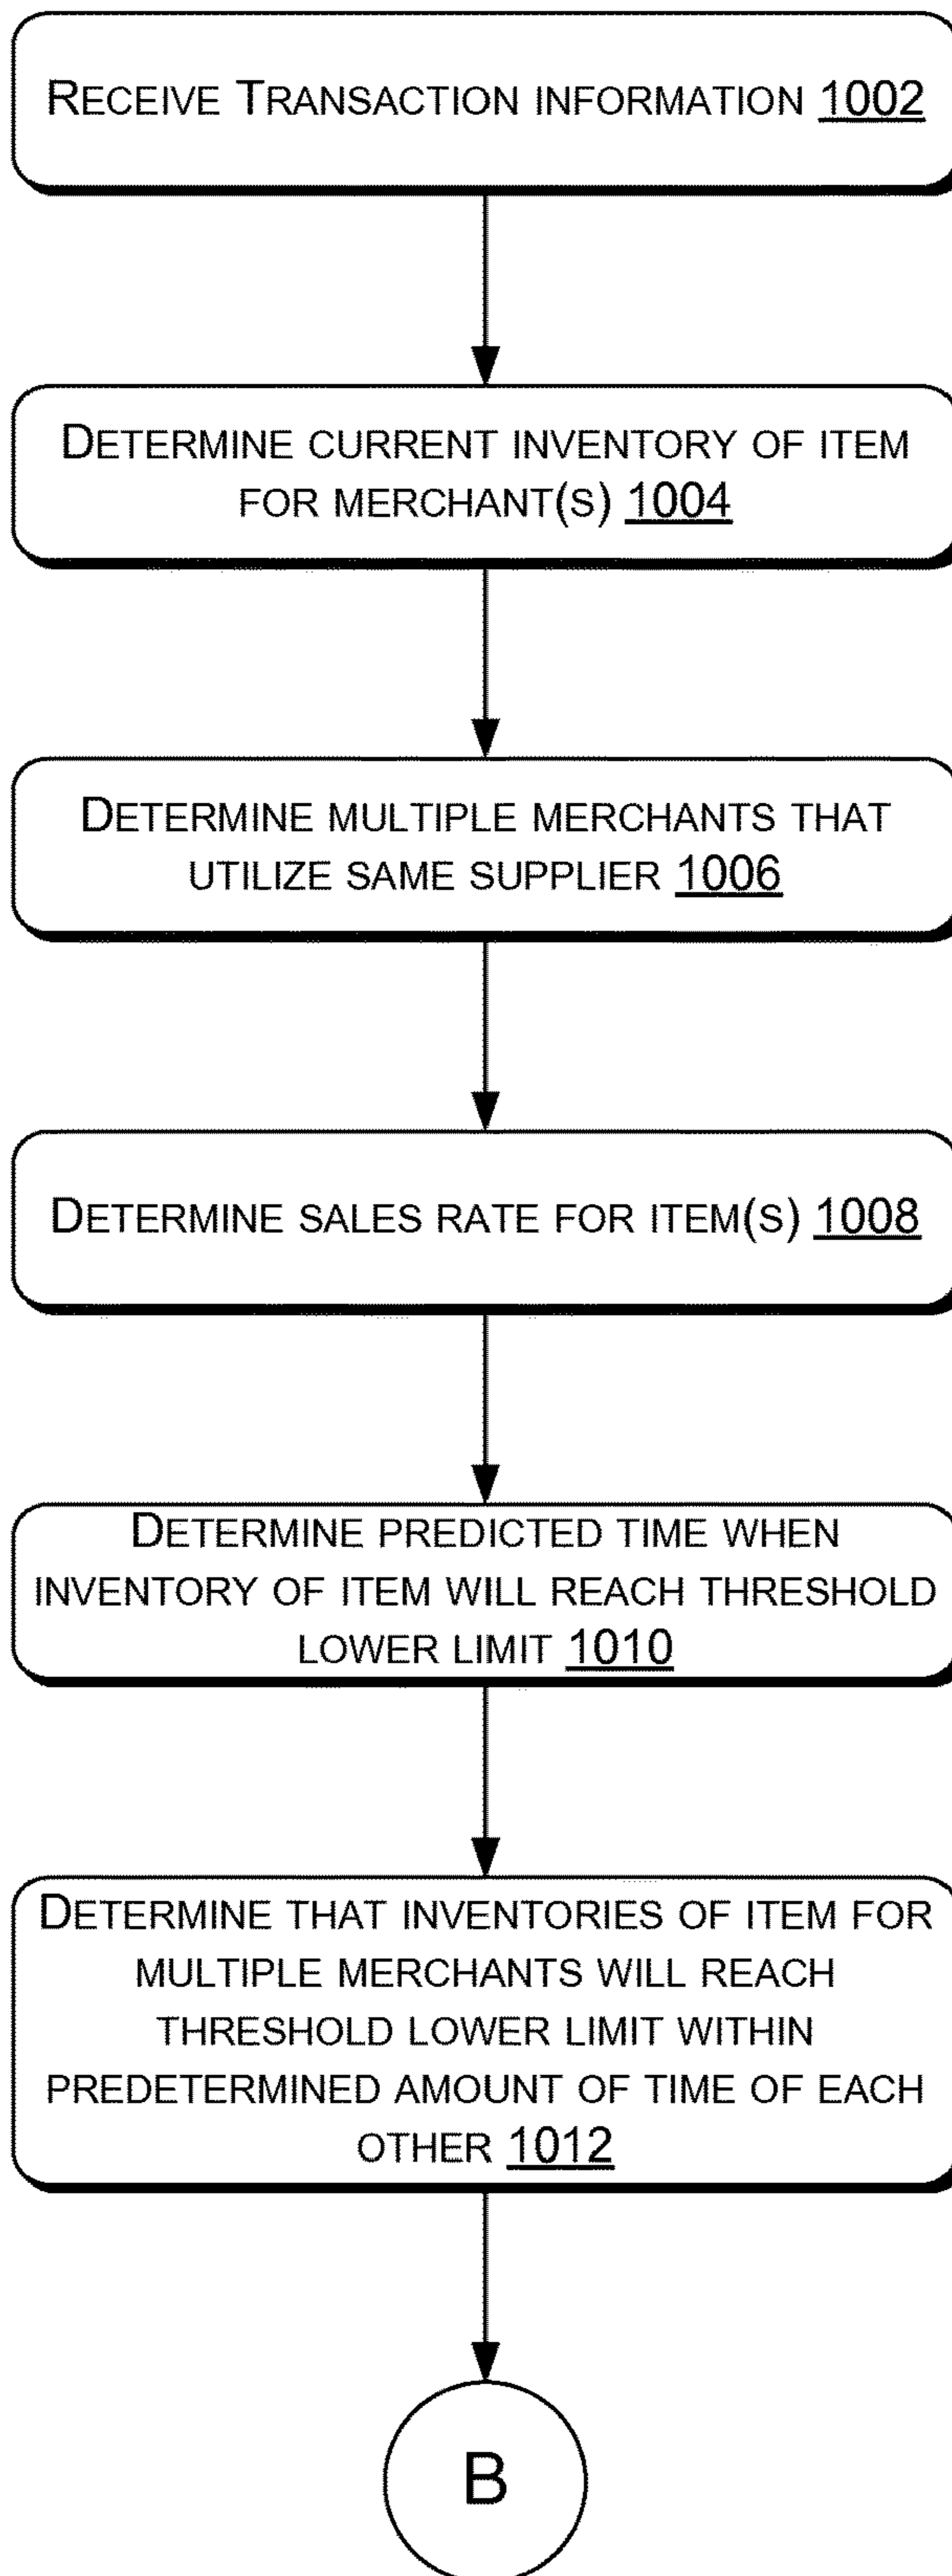 RECEIVE TRANSACTION INFORMATION 1002
DETERMINE CURRENT INVENTORY OF ITEM
FOR MERCHANT(S) 1004
DETERMINE MULTIPLE MERCHANTS THAT
UTILIZE SAME SUPPLIER 1006
DETERMINE SALES RATE FOR ITEM(S) 1008
DETERMINE PREDICTED TIME WHEN
INVENTORY OF ITEM WILL REACH THRESHOLD
LOWER LIMIT 1010
DETERMINE THAT INVENTORIES OF ITEM FOR
MULTIPLE MERCHANTS WILL REACH
THRESHOLD LOWER LIMIT WITHIN
PREDETERMINED AMOUNT OF TIME OF EACH
OTHER 1012
B